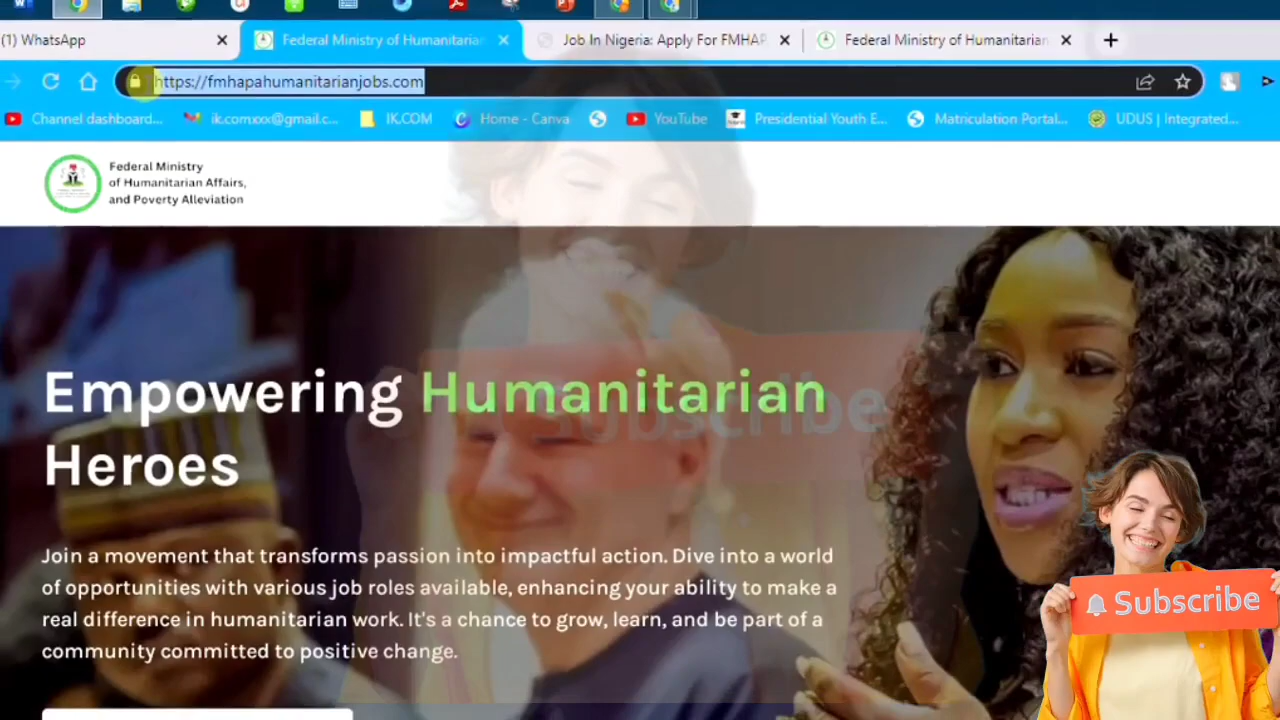 (1) WhatsApp
Federal Ministry of Humanitarian
Job In Nigeria: Apply For FMHAP
Federal Ministry of Humanitarian
https://fmhapahumanitarianjobs.com
Channel dashboard...
ik.comxxx@gmail.c...
IK.COM
Home - Canva
YouTube
Presidential Youth E...
Matriculation Portal...
UDUS | Integrated...
Federal Ministry
of Humanitarian Affairs,
and Poverty Alleviation
Subscribe
Empowering Humanitarian
Heroes
Join a movement that transforms passion into impactful action. Dive into a world
of opportunities with various job roles available, enhancing your ability to make a
real difference in humanitarian work. It's a chance to grow, learn, and be part of a
community committed to positive change.
Subscribe